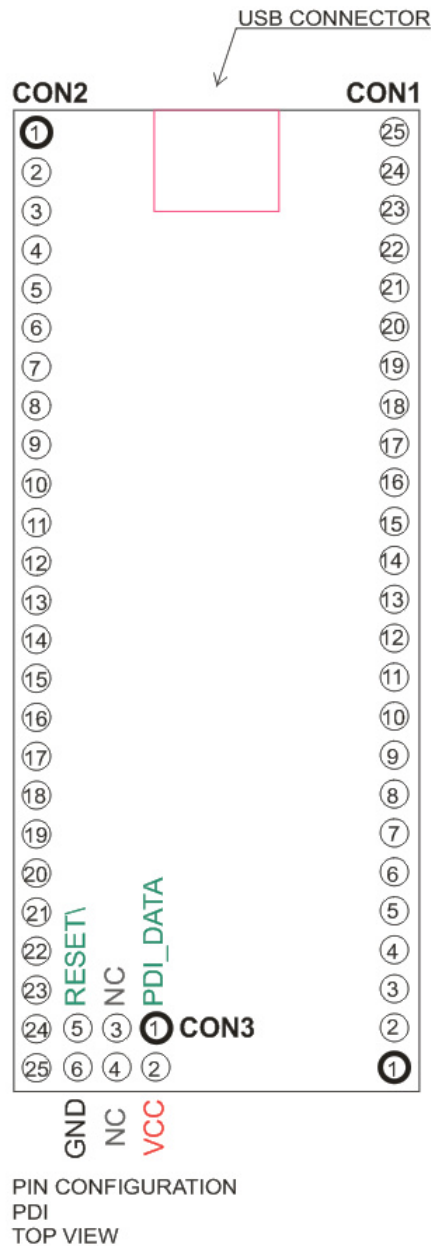 USB CONNECTOR
CON2 CON1
1 25
2 24
3 23
4 22
5 21
6 20
7 19
8 18
9 17
10 16
11 15
12 14
13 13
14 12
15 11
16 10
17 9
18 8
19 7
20 6
21 5
22 4
23 3
RESET\ NC PDI_DATA
24 5 3 1 CON3 2
25 6 4 2 1
GND NC VCC
PIN CONFIGURATION
PDI
TOP VIEW